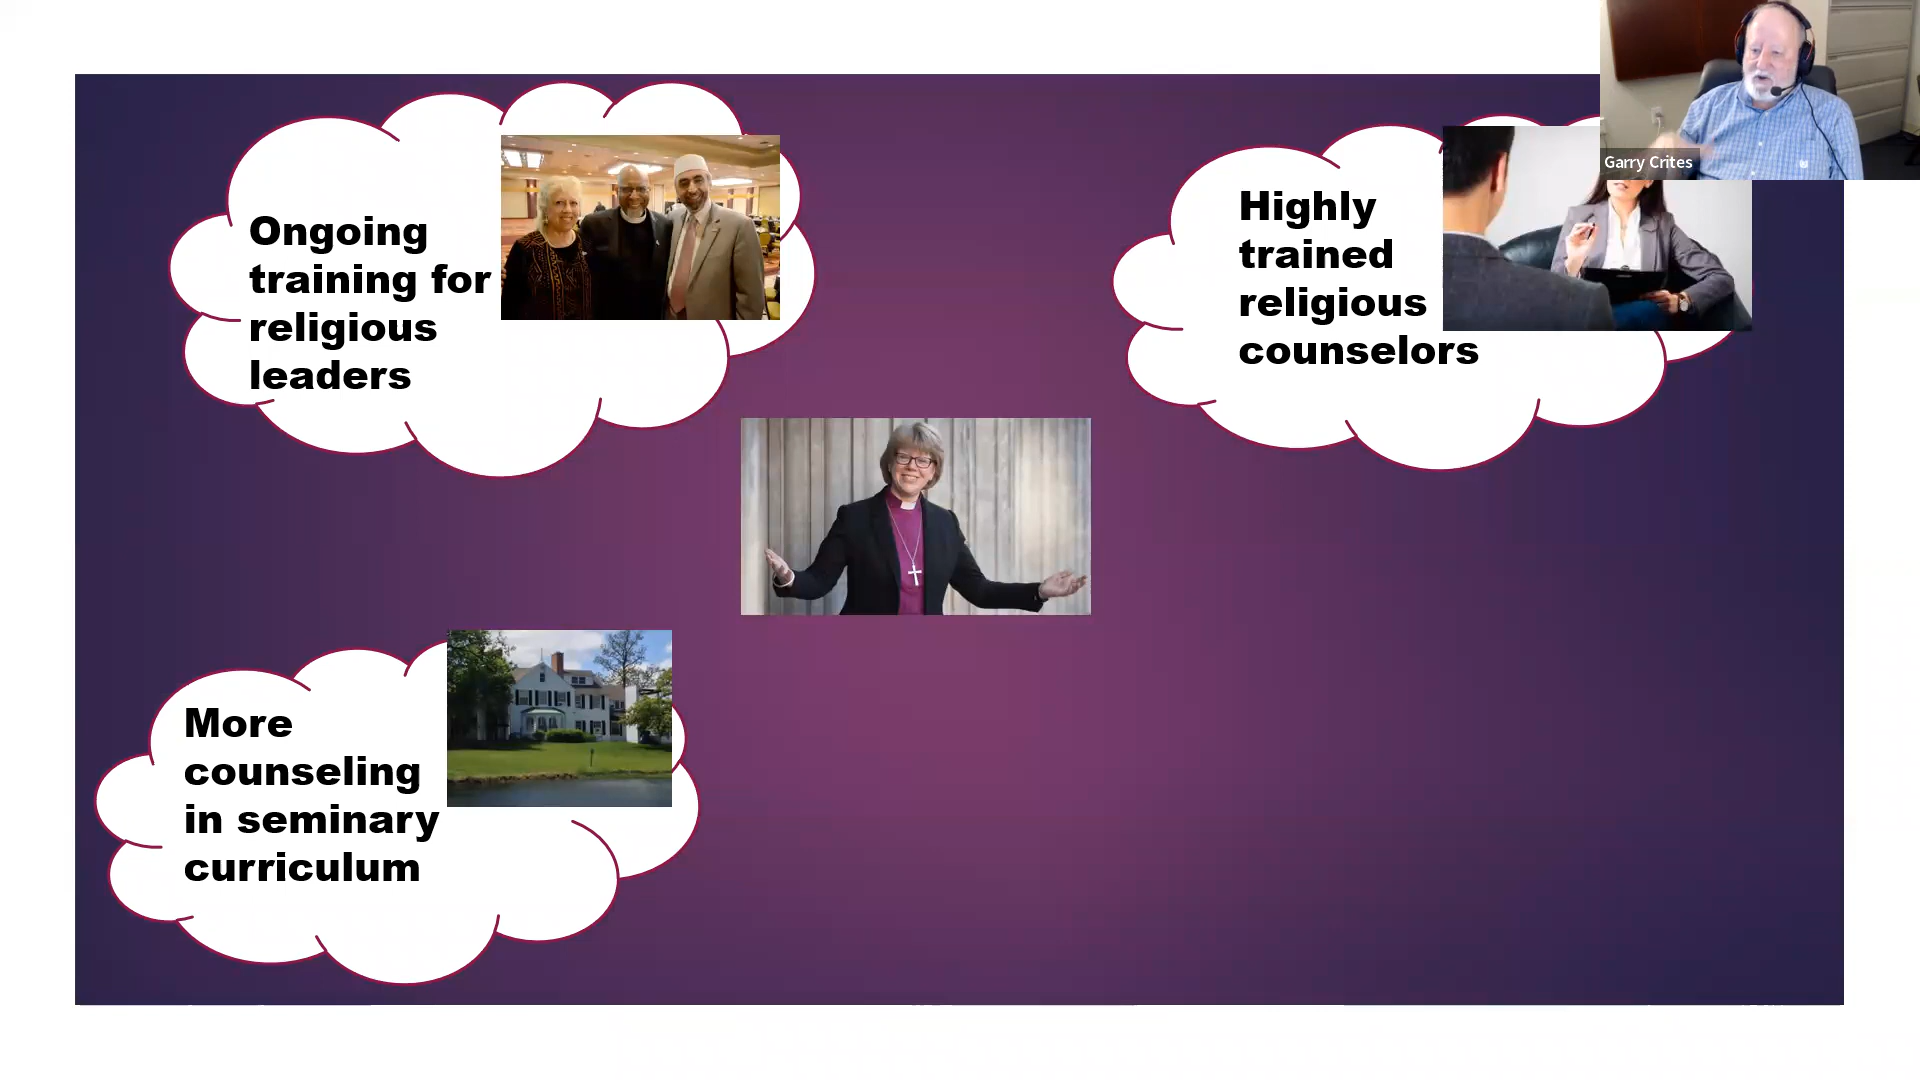 Ongoing
training for
religious
leaders
Highly
trained
religious
counselors
Garry Crites
More
counseling
in seminary
curriculum